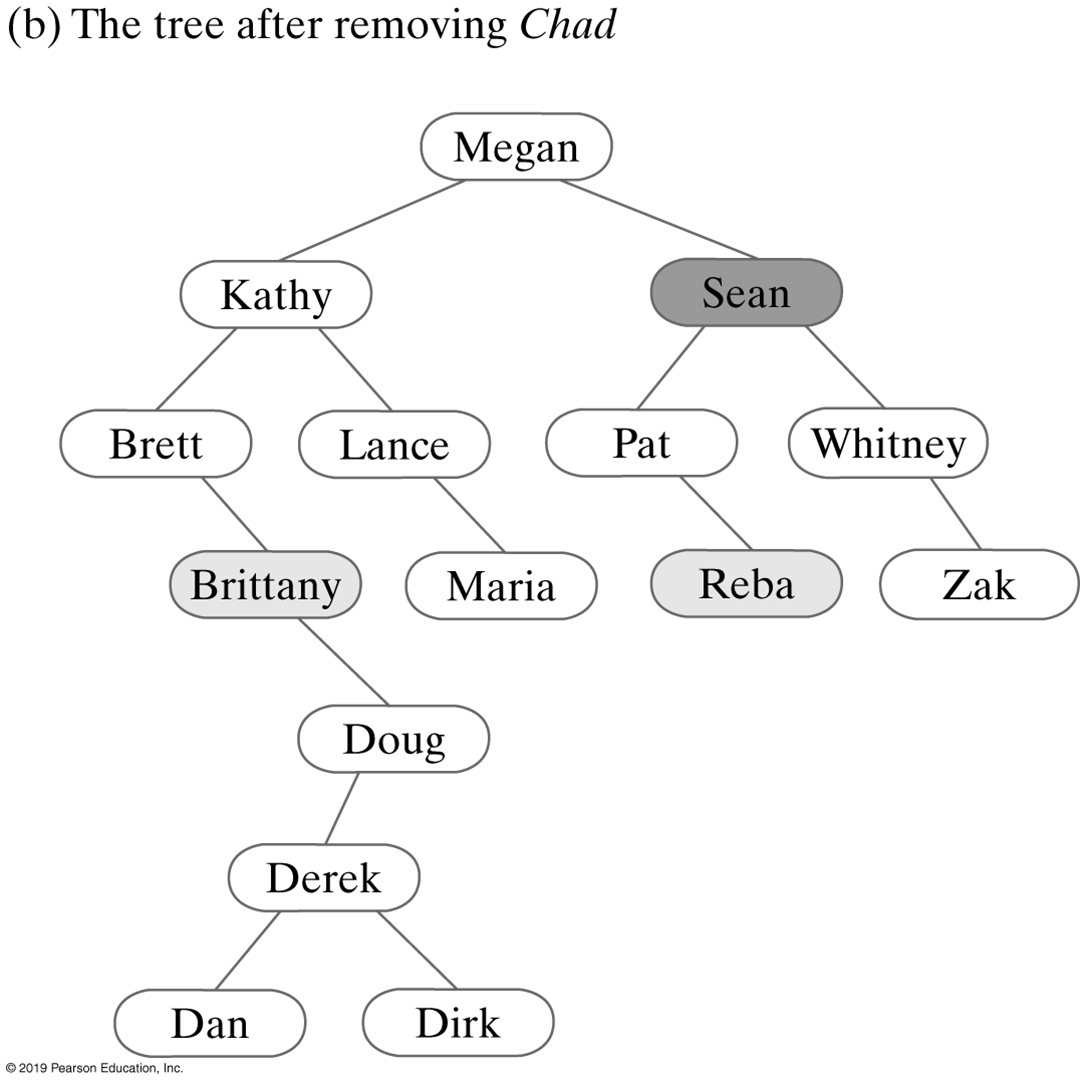 (b) The tree after removing Chad
Megan
Kathy
Sean
Brett
Lance
Pat
Whitney
Brittany
Maria
Reba
Zak
Doug
Derek
Dan
Dirk
© 2019 Pearson Education, Inc.